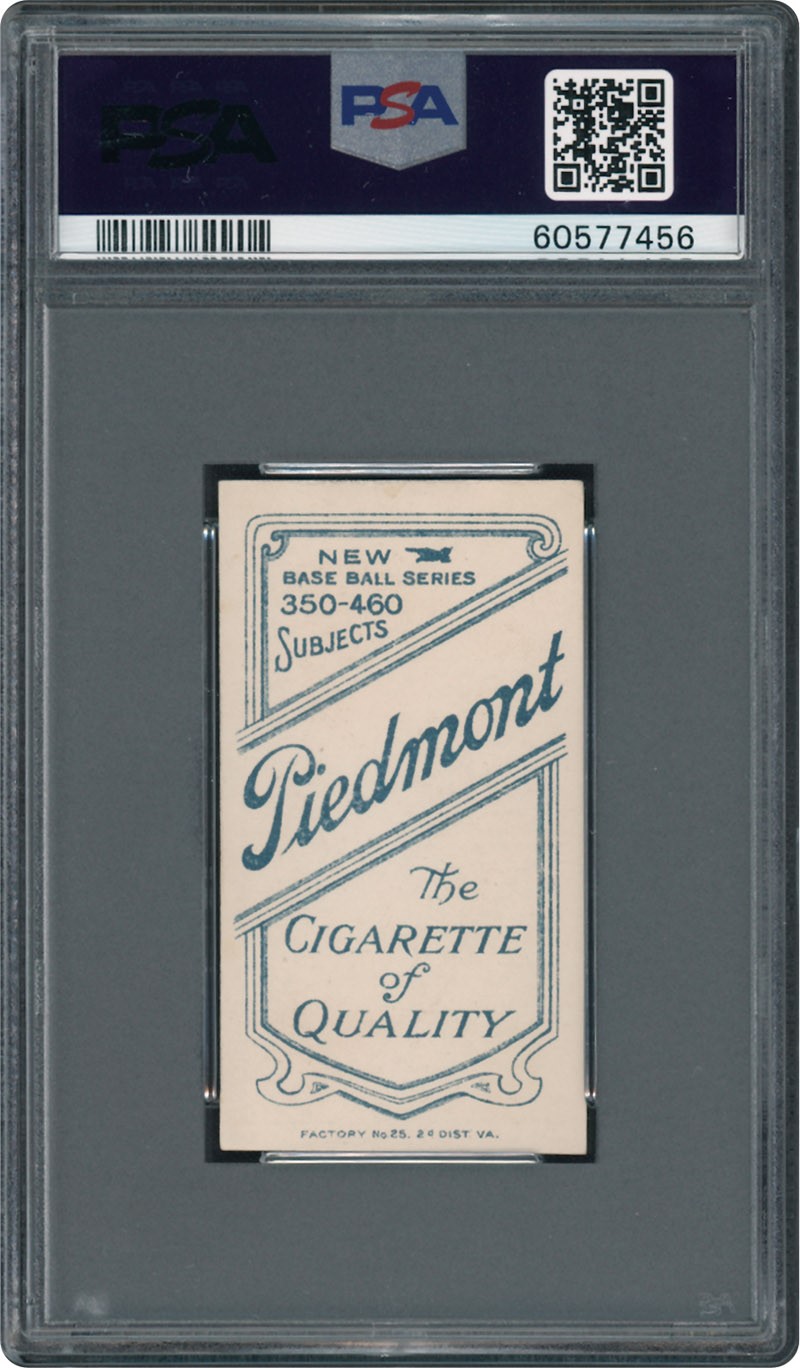 PSA
PSA
60577456
NEW
BASE BALL SERIES
350-460
SUBJECTS
Piedmont
The
CIGARETTE
of
QUALITY
FACTORY No 25. 2d DIST. VA.